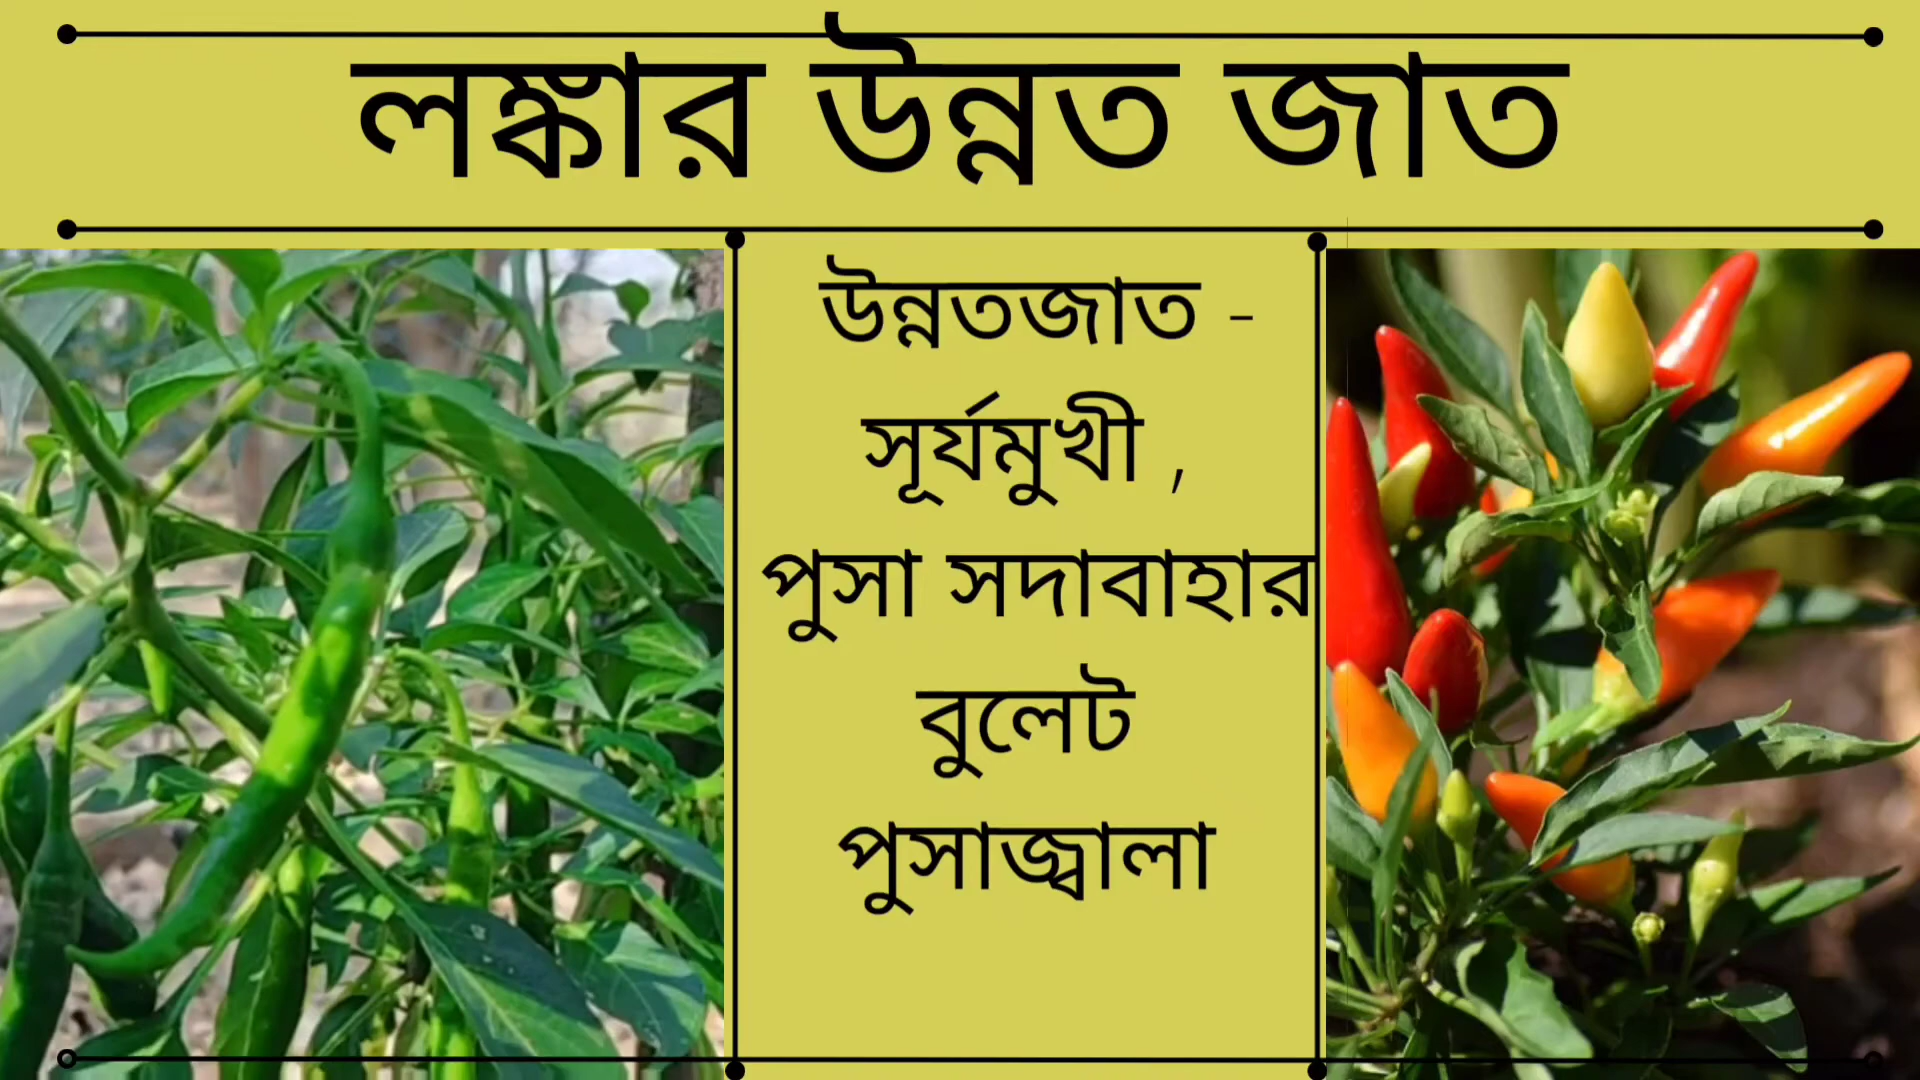 লঙ্কার উন্নত জাত
উন্নতজাত -
সূর্যমুখী ,
পুসা সদাবাহার
বুলেট
পুসাজ্বালা